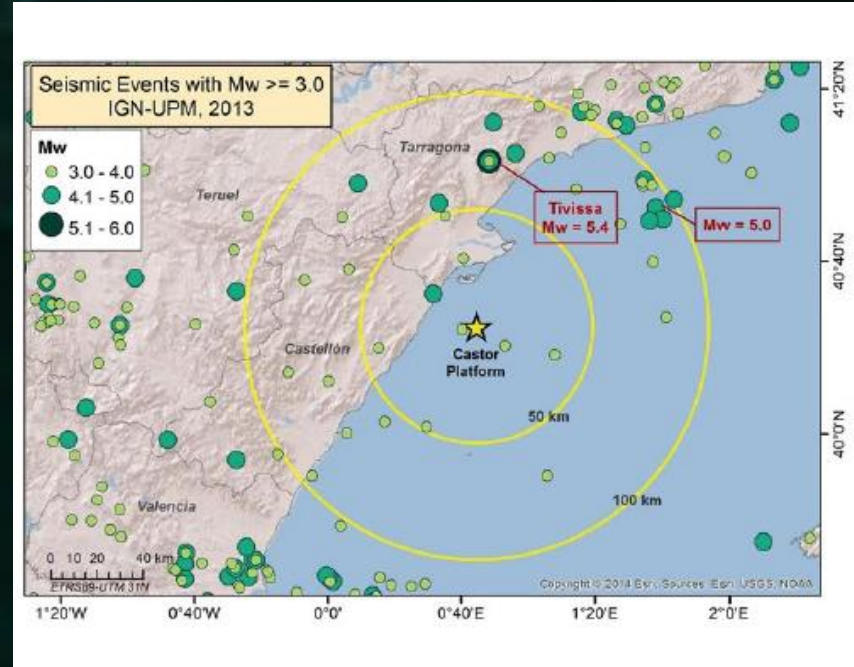 Seismic Events with Mw >= 3.0
IGN-UPM, 2013
Mw
3.0 - 4.0
4.1 - 5.0
5.1 - 6.0
Tarragona
Teruel
Tivissa
Mw = 5.4
Mw = 5.0
Castellón
Castor
Platform
50 km
100 km
Valencia
0 10 20 40 km
ETRS89-UTM 31N
Copyright © 2014 Esri, Sources: Esri, USGS, NOAA
41°20'N
40°40'N
40°0'N
1°20'W
0°40'W
0°0'
0°40'E
1°20'E
2°0'E